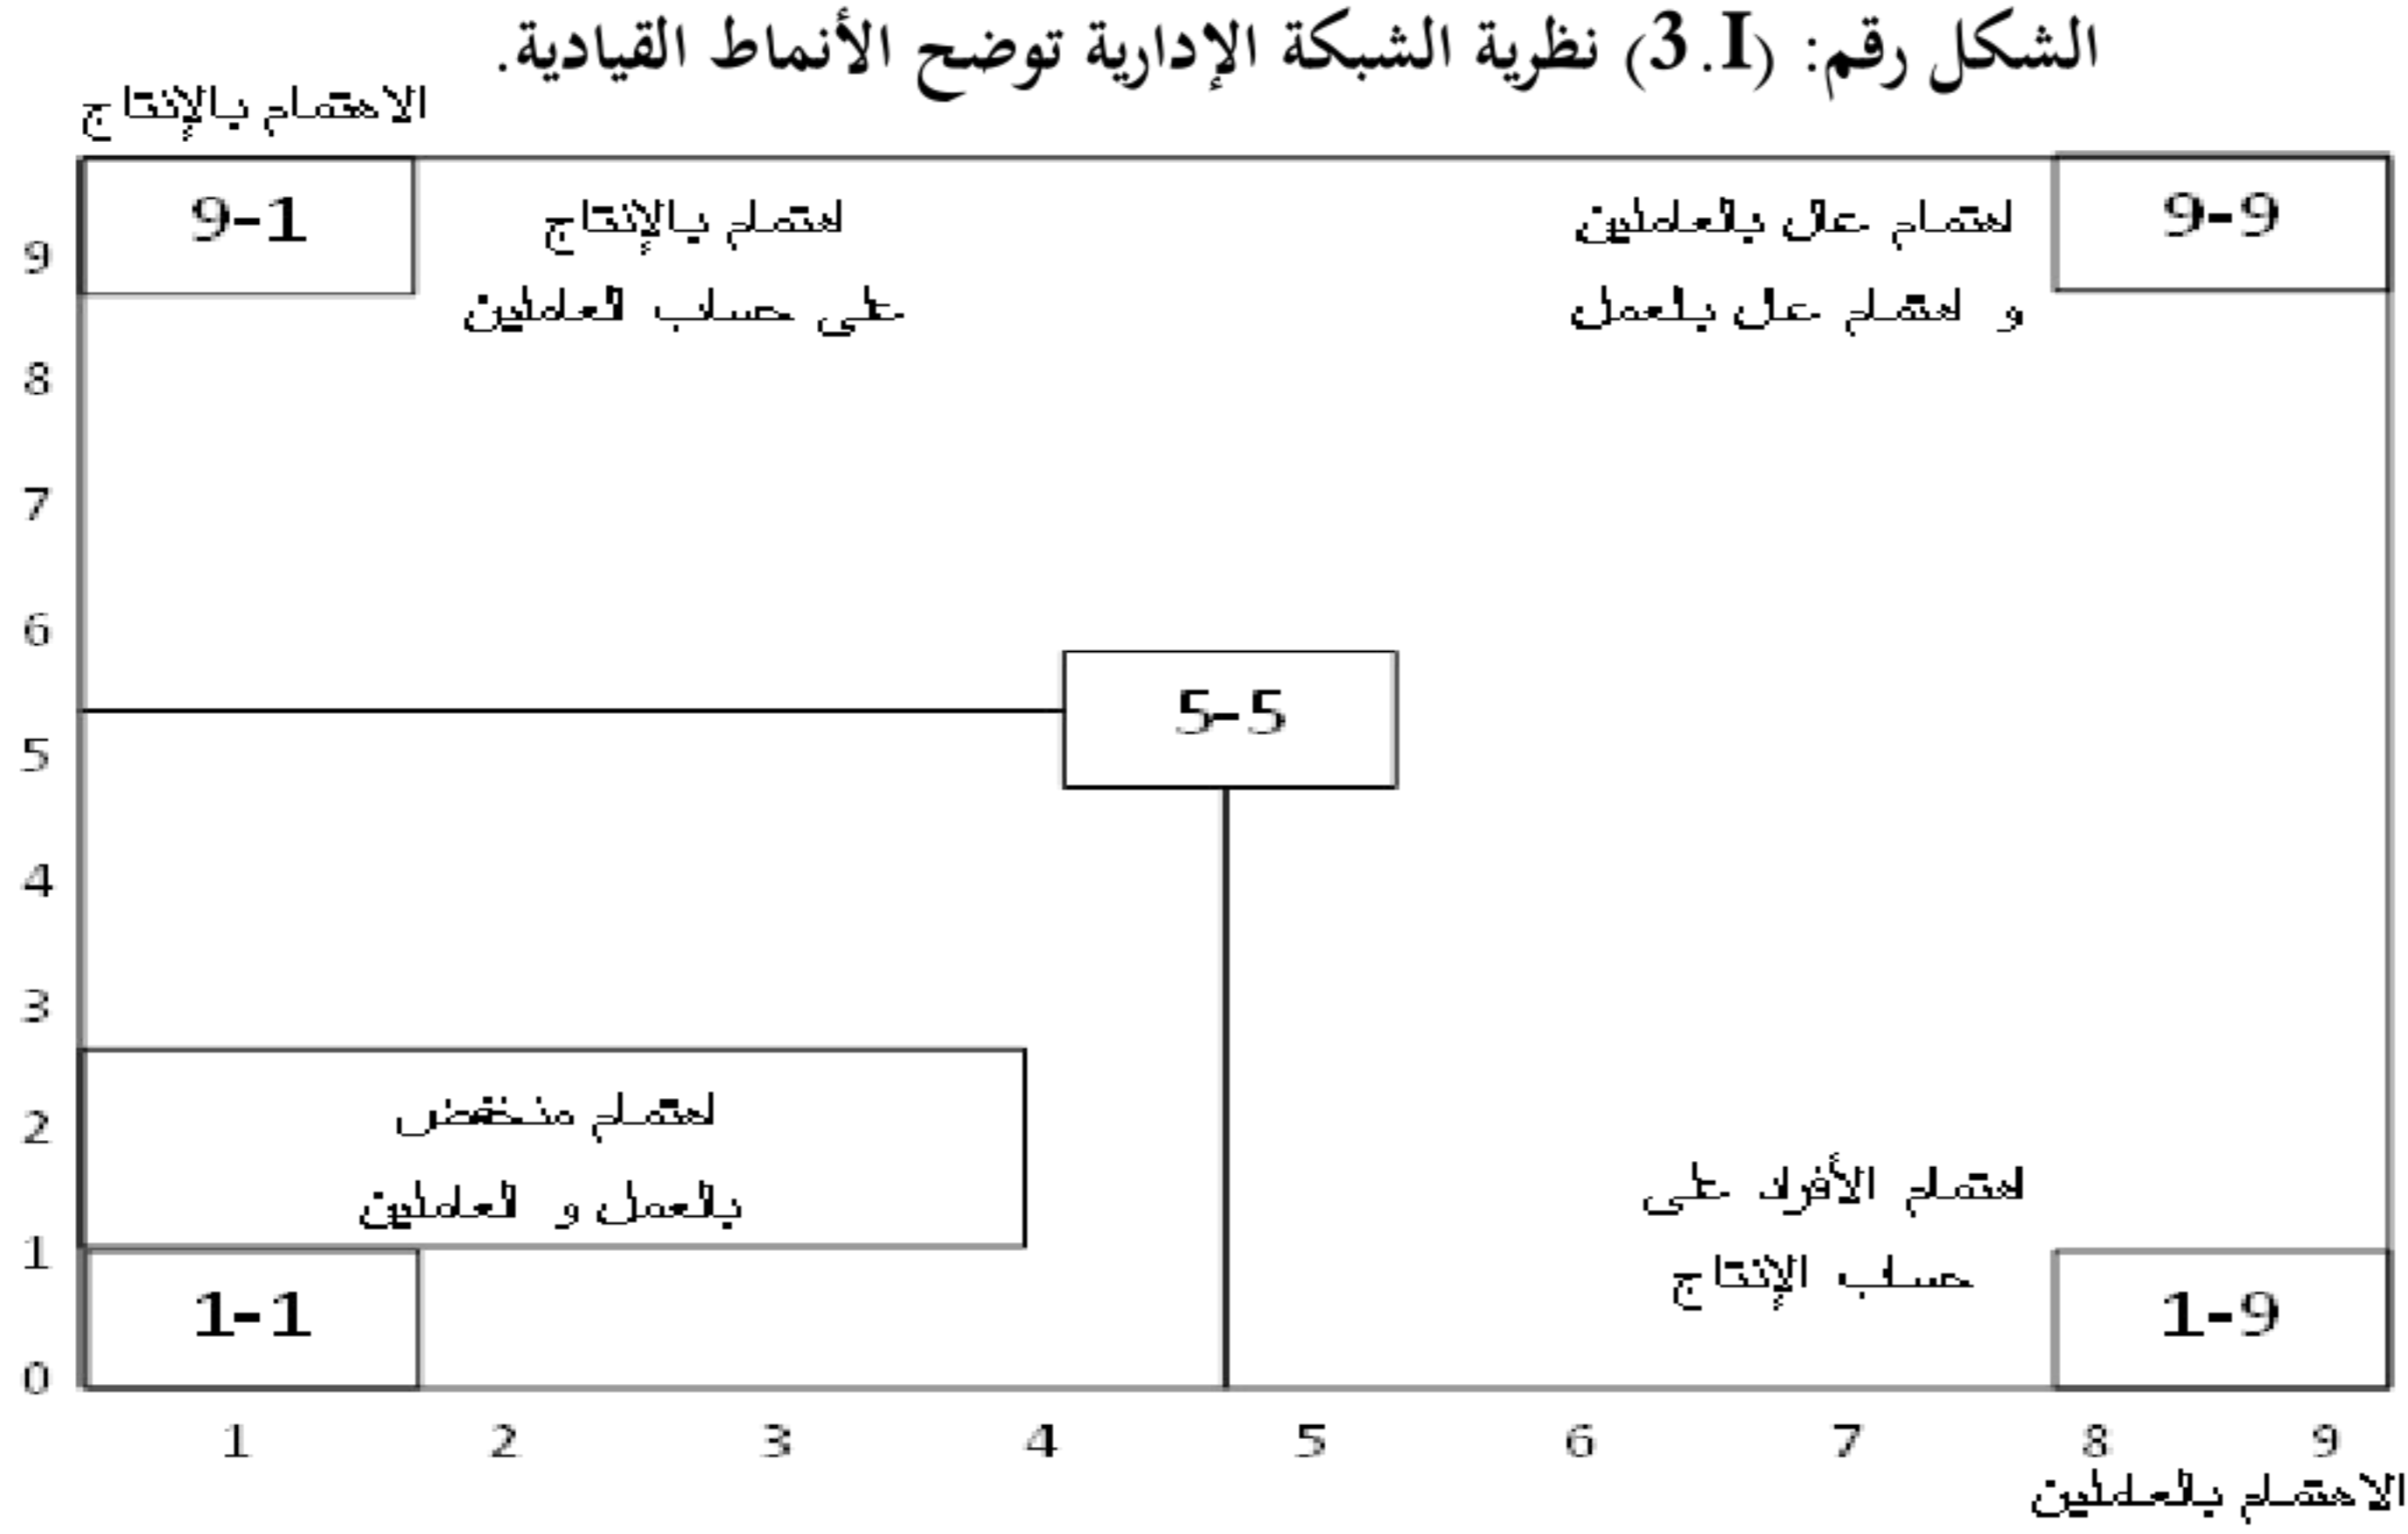 الشكل رقم: (3.I) نظرية الشبكة الإدارية توضح الأنماط القيادية.
الاهتمام بالإنتاج
9-1
اهتمام بالإنتاج
على حساب العاملين
اهتمام عال بالعاملين
و اهتمام عال بالعمل
9-9
9
8
7
6
5
4
3
2
1
0
5-5
اهتمام منخفض
بالعمل و العاملين
1-1
اهتمام الأفراد على
حساب الإنتاج
1-9
1 2 3 4 5 6 7 8 9
الاهتمام بالعاملين